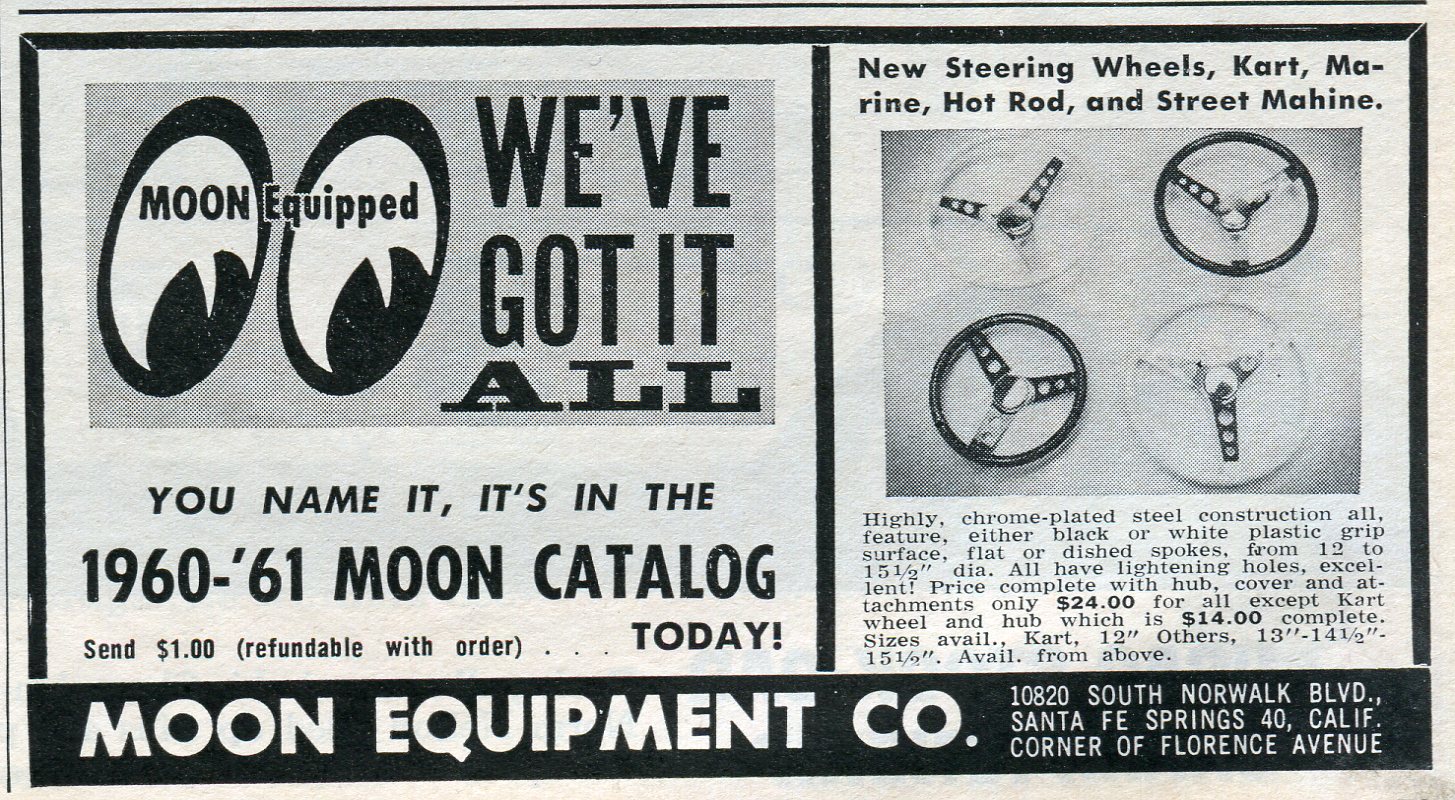 MOON Equipped
WE'VE
GOT IT
ALL
YOU NAME IT, IT'S IN THE
1960-'61 MOON CATALOG
Send $1.00 (refundable with order) . . . TODAY!
New Steering Wheels, Kart, Ma-
rine, Hot Rod, and Street Mahine.
Highly, chrome-plated steel construction all,
feature, either black or white plastic grip
surface, flat or dished spokes, from 12 to
15½" dia. All have lightening holes, excel-
lent! Price complete with hub, cover and at-
tachments only $24.00 for all except Kart
wheel and hub which is $14.00 complete.
Sizes avail., Kart, 12" Others, 13"-14½"-
15½". Avail. from above.
MOON EQUIPMENT CO.
10820 SOUTH NORWALK BLVD.,
SANTA FE SPRINGS 40, CALIF.
CORNER OF FLORENCE AVENUE